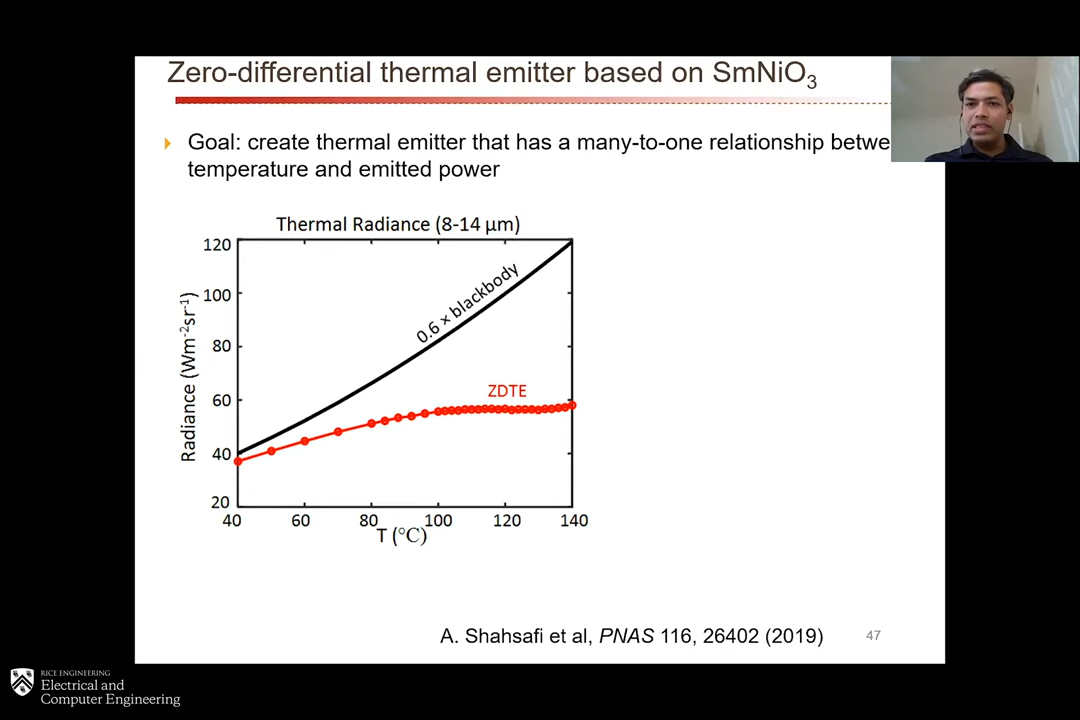 Zero-differential thermal emitter based on SmNiO₃
Goal: create thermal emitter that has a many-to-one relationship betwe
temperature and emitted power
Thermal Radiance (8-14 µm)
Radiance (Wm⁻²sr⁻¹)
120
100
80
60
40
20
0.6 × blackbody
ZDTE
40
60
80
100
120
140
T (°C)
A. Shahsafi et al, PNAS 116, 26402 (2019)
47
RICE ENGINEERING
Electrical and
Computer Engineering